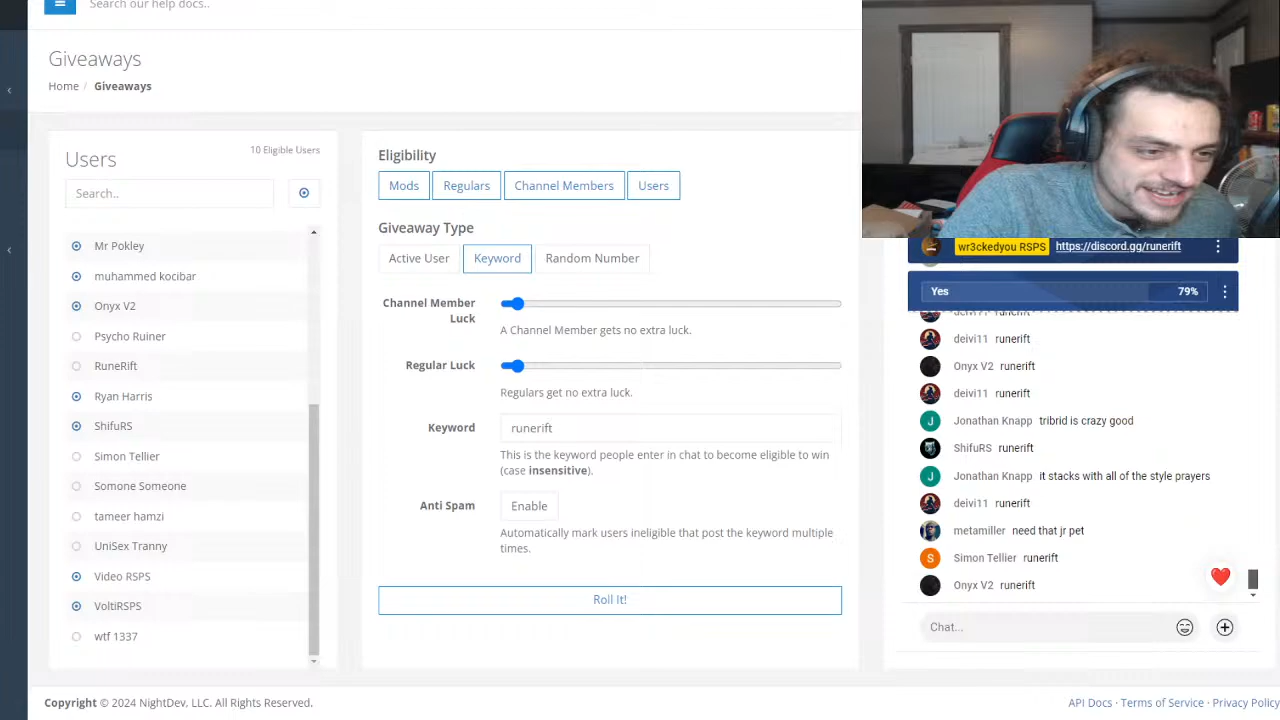 Search our help docs..
Giveaways
Home / Giveaways
Users
10 Eligible Users
Search..
Mr Pokley
muhammed kocibar
Onyx V2
Psycho Ruiner
RuneRift
Ryan Harris
ShifuRS
Simon Tellier
Somone Someone
tameer hamzi
UniSex Tranny
Video RSPS
VoltiRSPS
wtf 1337
Eligibility
Mods
Regulars
Channel Members
Users
Giveaway Type
Active User
Keyword
Random Number
Channel Member
Luck
A Channel Member gets no extra luck.
Regular Luck
Regulars get no extra luck.
Keyword
runerift
This is the keyword people enter in chat to become eligible to win
(case insensitive).
Anti Spam
Enable
Automatically mark users ineligible that post the keyword multiple
times.
Roll It!
wr3ckedyou RSPS https://discord.gg/runerift
Yes 79%
deivi11 runerift
deivi11 runerift
Onyx V2 runerift
deivi11 runerift
Jonathan Knapp tribrid is crazy good
ShifuRS runerift
Jonathan Knapp it stacks with all of the style prayers
deivi11 runerift
metamiller need that jr pet
Simon Tellier runerift
Onyx V2 runerift
Chat...
Copyright © 2024 NightDev, LLC. All Rights Reserved.
API Docs · Terms of Service · Privacy Policy